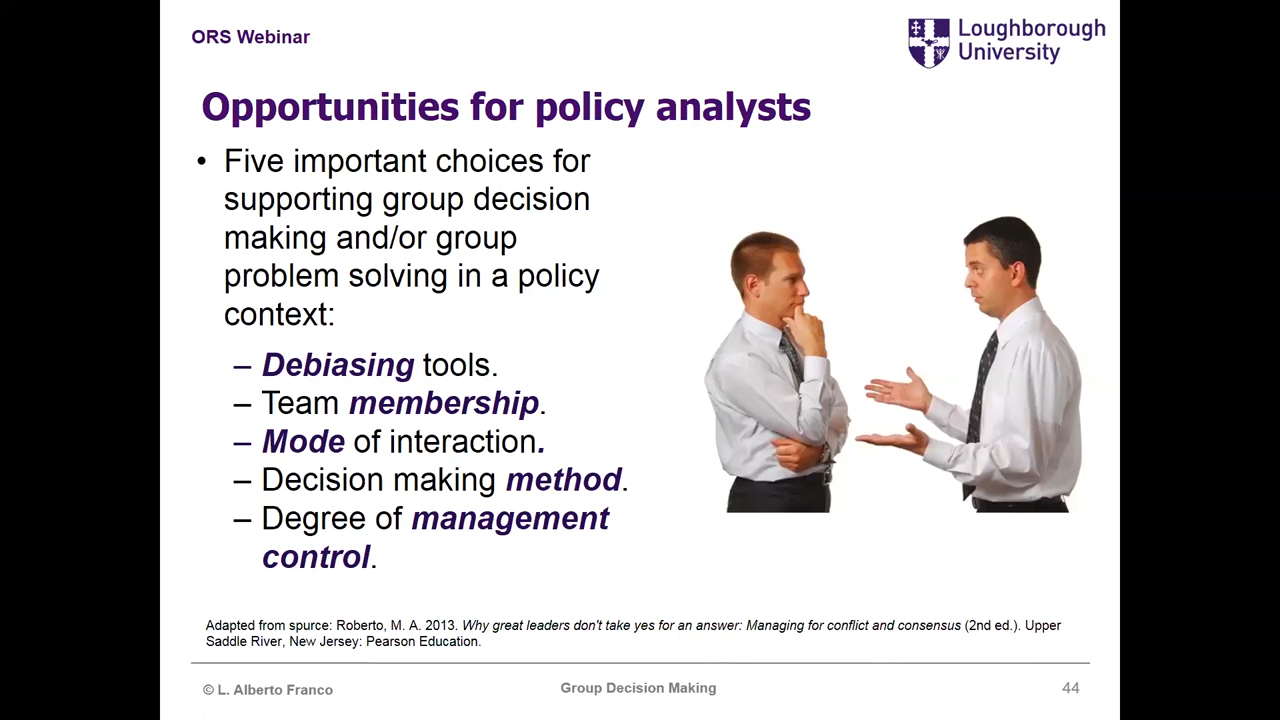 ORS Webinar
Loughborough
University
Opportunities for policy analysts
• Five important choices for
supporting group decision
making and/or group
problem solving in a policy
context:
– Debiasing tools.
– Team membership.
– Mode of interaction.
– Decision making method.
– Degree of management
control.
Adapted from spurce: Roberto, M. A. 2013. Why great leaders don't take yes for an answer: Managing for conflict and consensus (2nd ed.). Upper
Saddle River, New Jersey: Pearson Education.
© L. Alberto Franco
Group Decision Making
44